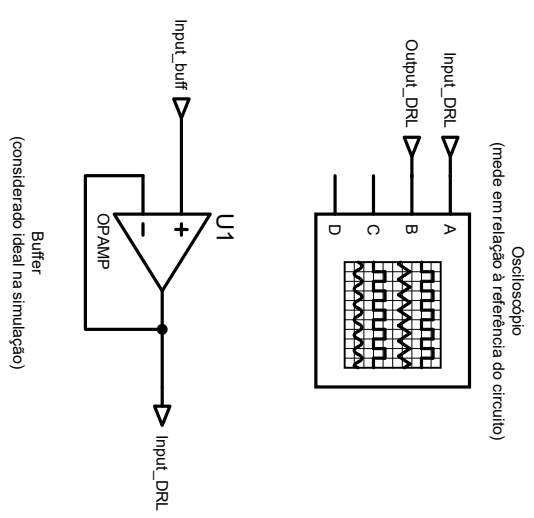 Osciloscópio
(mede em relação à referência do circuito)
Input_DRL
Output_DRL
A
B
C
D
Input_buff
U1
+
−
OPAMP
Input_DRL
Buffer
(considerado ideal na simulação)